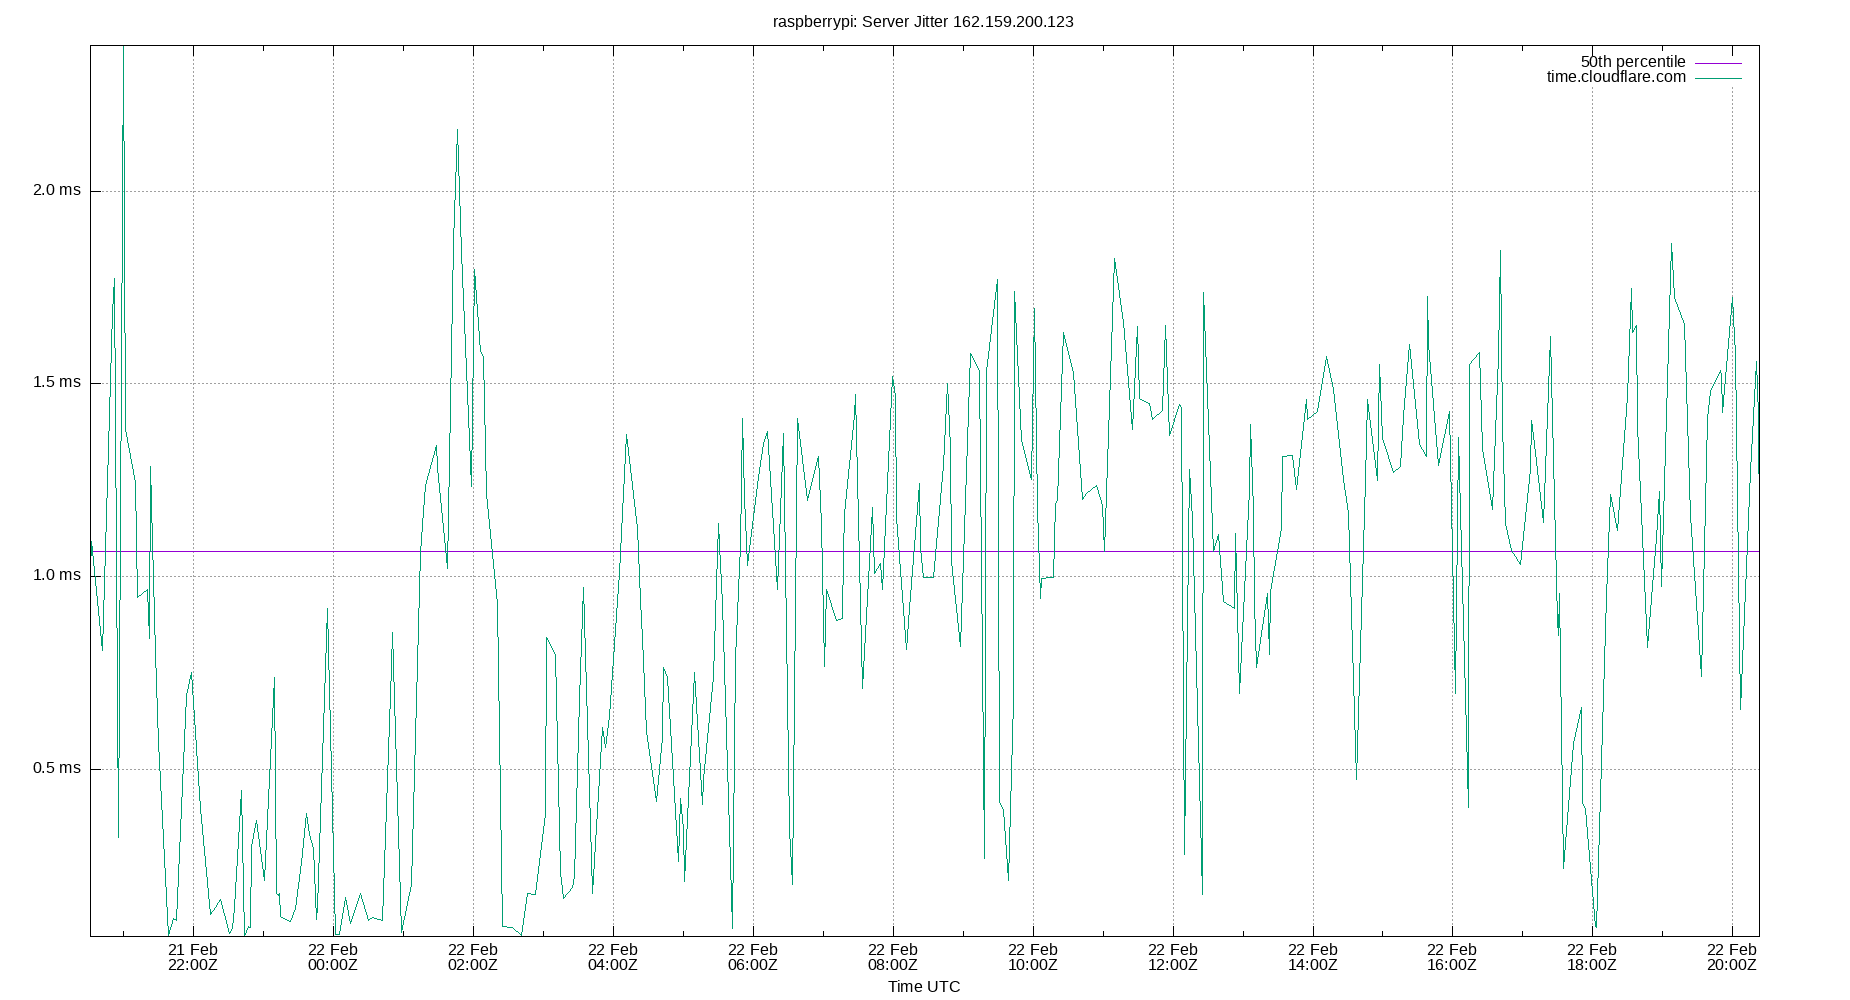 raspberrypi: Server Jitter 162.159.200.123
50th percentile
time.cloudflare.com
2.0 ms
1.5 ms
1.0 ms
0.5 ms
21 Feb 22 Feb 22 Feb 22 Feb 22 Feb 22 Feb 22 Feb 22 Feb 22 Feb 22 Feb 22 Feb 22 Feb
22:00Z 00:00Z 02:00Z 04:00Z 06:00Z 08:00Z 10:00Z 12:00Z 14:00Z 16:00Z 18:00Z 20:00Z
Time UTC